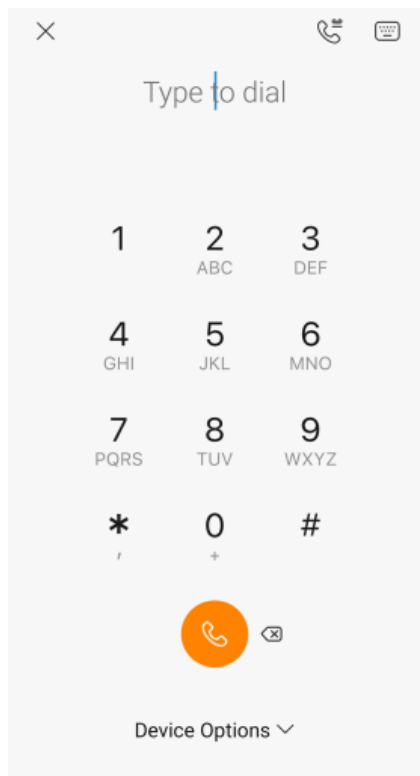 Type to dial
1 2 3
ABC DEF
4 5 6
GHI JKL MNO
7 8 9
PQRS TUV WXYZ
* 0 #
, +
Device Options